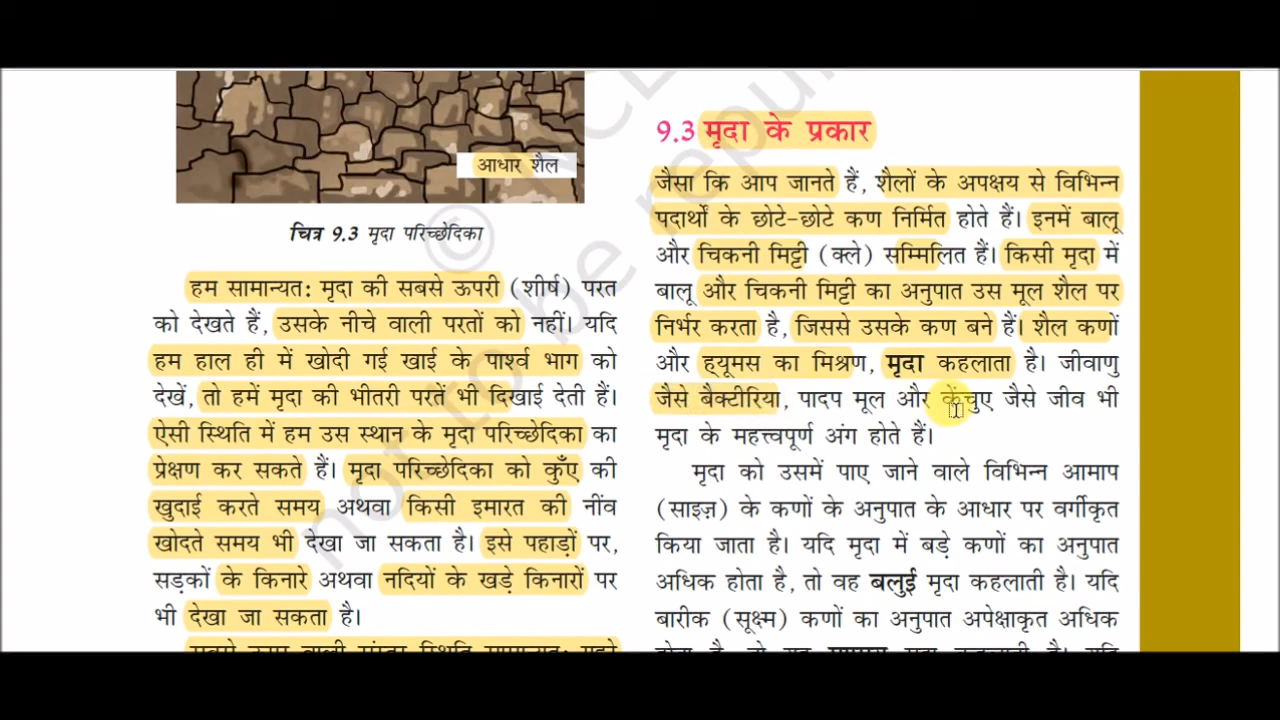 आधार शैल
चित्र 9.3 मृदा परिच्छेदिका
हम सामान्यत: मृदा की सबसे ऊपरी (शीर्ष) परत
को देखते हैं, उसके नीचे वाली परतों को नहीं। यदि
हम हाल ही में खोदी गई खाई के पार्श्व भाग को
देखें, तो हमें मृदा की भीतरी परतें भी दिखाई देती हैं।
ऐसी स्थिति में हम उस स्थान के मृदा परिच्छेदिका का
प्रेक्षण कर सकते हैं। मृदा परिच्छेदिका को कुँए की
खुदाई करते समय अथवा किसी इमारत की नींव
खोदते समय भी देखा जा सकता है। इसे पहाड़ों पर,
सड़कों के किनारे अथवा नदियों के खड़े किनारों पर
भी देखा जा सकता है।
9.3 मृदा के प्रकार
जैसा कि आप जानते हैं, शैलों के अपक्षय से विभिन्न
पदार्थों के छोटे-छोटे कण निर्मित होते हैं। इनमें बालू
और चिकनी मिट्टी (क्ले) सम्मिलित हैं। किसी मृदा में
बालू और चिकनी मिट्टी का अनुपात उस मूल शैल पर
निर्भर करता है, जिससे उसके कण बने हैं। शैल कणों
और ह्यूमस का मिश्रण, मृदा कहलाता है। जीवाणु
जैसे बैक्टीरिया, पादप मूल और केंचुए जैसे जीव भी
मृदा के महत्त्वपूर्ण अंग होते हैं।
मृदा को उसमें पाए जाने वाले विभिन्न आमाप
(साइज़) के कणों के अनुपात के आधार पर वर्गीकृत
किया जाता है। यदि मृदा में बड़े कणों का अनुपात
अधिक होता है, तो वह बलुई मृदा कहलाती है। यदि
बारीक (सूक्ष्म) कणों का अनुपात अपेक्षाकृत अधिक
not to be repu